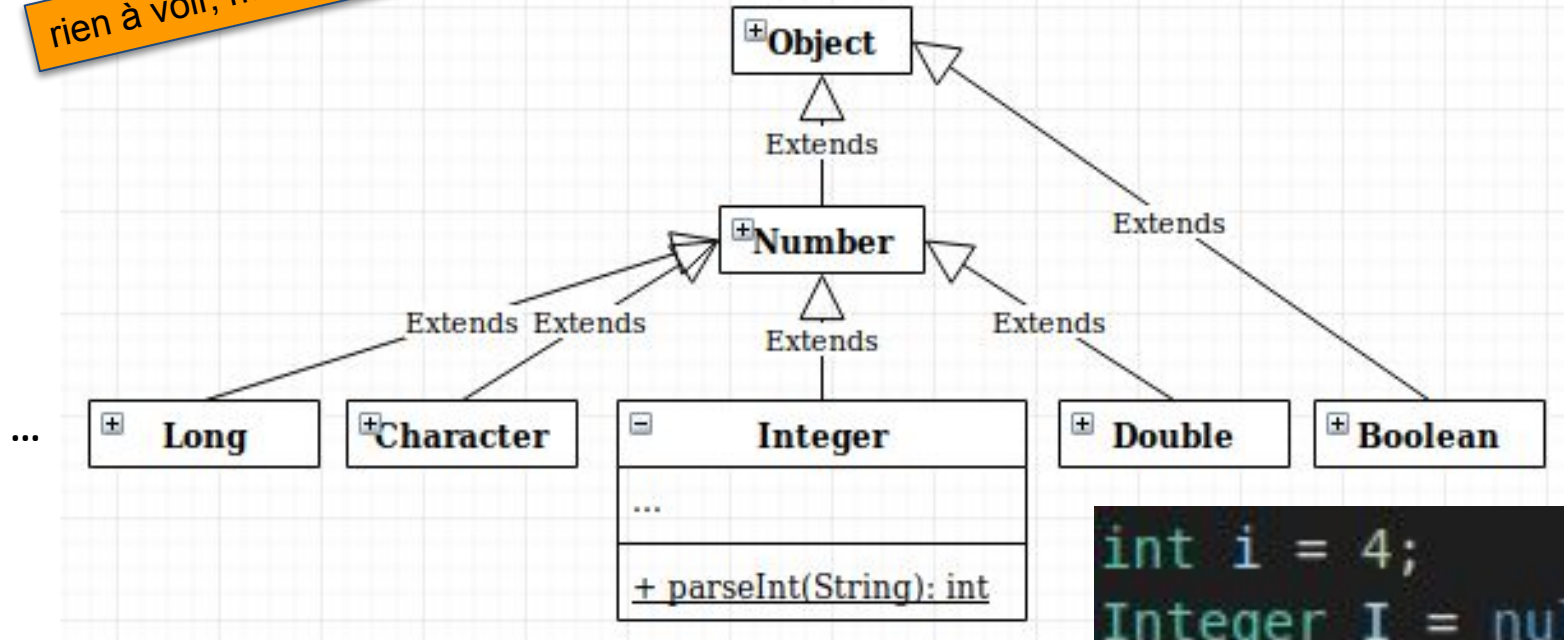 rien à voir,
Object
Extends
Extends
Number
Extends Extends
Extends
Extends
...
Long
Character
Integer
Double
Boolean
...
+ parseInt(String): int
int i = 4;
Integer I =